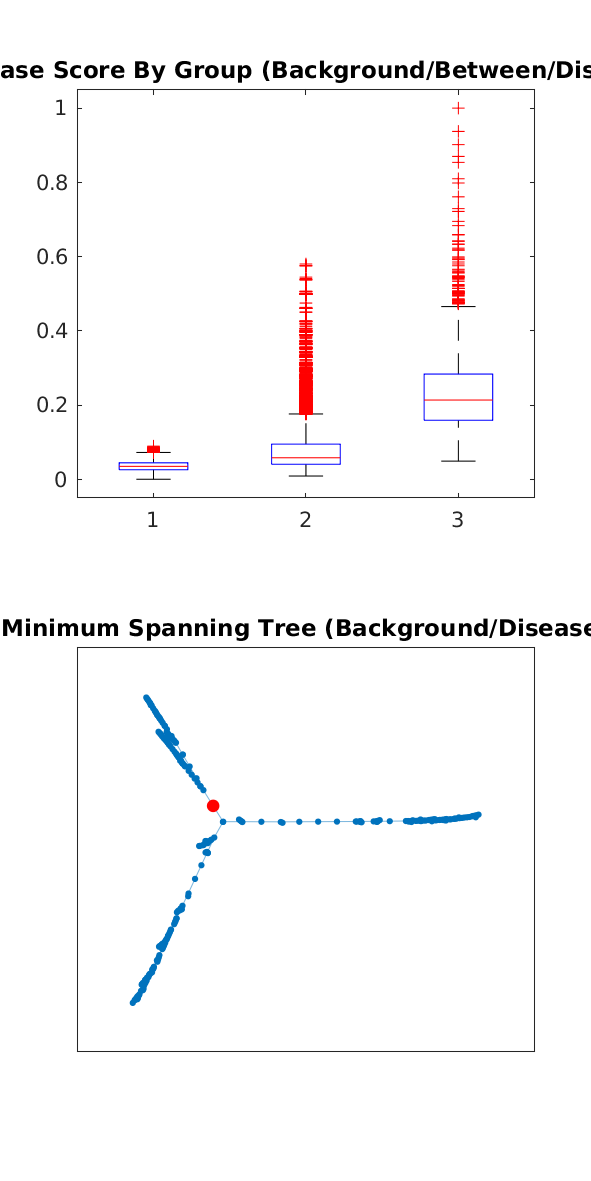 ase Score By Group (Background/Between/Dis
1
0.8
0.6
0.4
0.2
0
1 2 3
Minimum Spanning Tree (Background/Disease